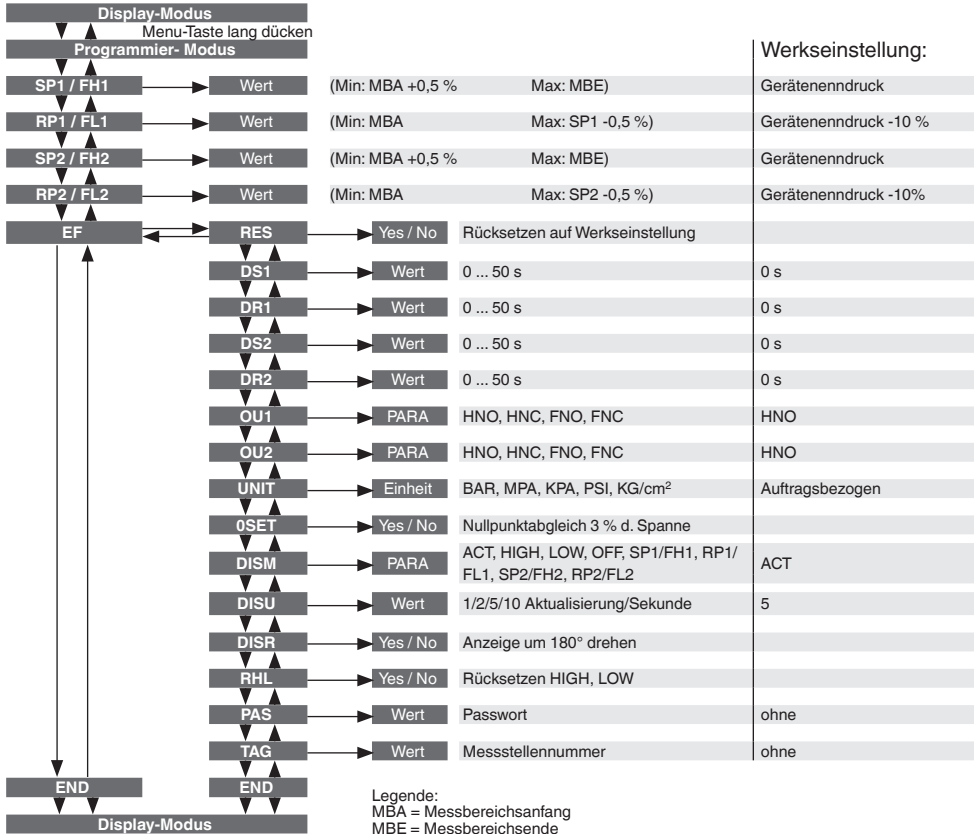 Display-Modus
Menu-Taste lang dücken
Programmier- Modus
Werkseinstellung:
SP1 / FH1 Wert (Min: MBA +0,5 % Max: MBE) Gerätenenndruck
RP1 / FL1 Wert (Min: MBA Max: SP1 -0,5 %) Gerätenenndruck -10 %
SP2 / FH2 Wert (Min: MBA +0,5 % Max: MBE) Gerätenenndruck
RP2 / FL2 Wert (Min: MBA Max: SP2 -0,5 %) Gerätenenndruck -10%
EF RES Yes / No Rücksetzen auf Werkseinstellung
DS1 Wert 0 ... 50 s 0 s
DR1 Wert 0 ... 50 s 0 s
DS2 Wert 0 ... 50 s 0 s
DR2 Wert 0 ... 50 s 0 s
OU1 PARA HNO, HNC, FNO, FNC HNO
OU2 PARA HNO, HNC, FNO, FNC HNO
UNIT Einheit BAR, MPA, KPA, PSI, KG/cm² Auftragsbezogen
0SET Yes / No Nullpunktabgleich 3 % d. Spanne
DISM PARA ACT, HIGH, LOW, OFF, SP1/FH1, RP1/
FL1, SP2/FH2, RP2/FL2 ACT
DISU Wert 1/2/5/10 Aktualisierung/Sekunde 5
DISR Yes / No Anzeige um 180° drehen
RHL Yes / No Rücksetzen HIGH, LOW
PAS Wert Passwort ohne
TAG Wert Messstellennummer ohne
END END
Display-Modus
Legende:
MBA = Messbereichsanfang
MBE = Messbereichsende